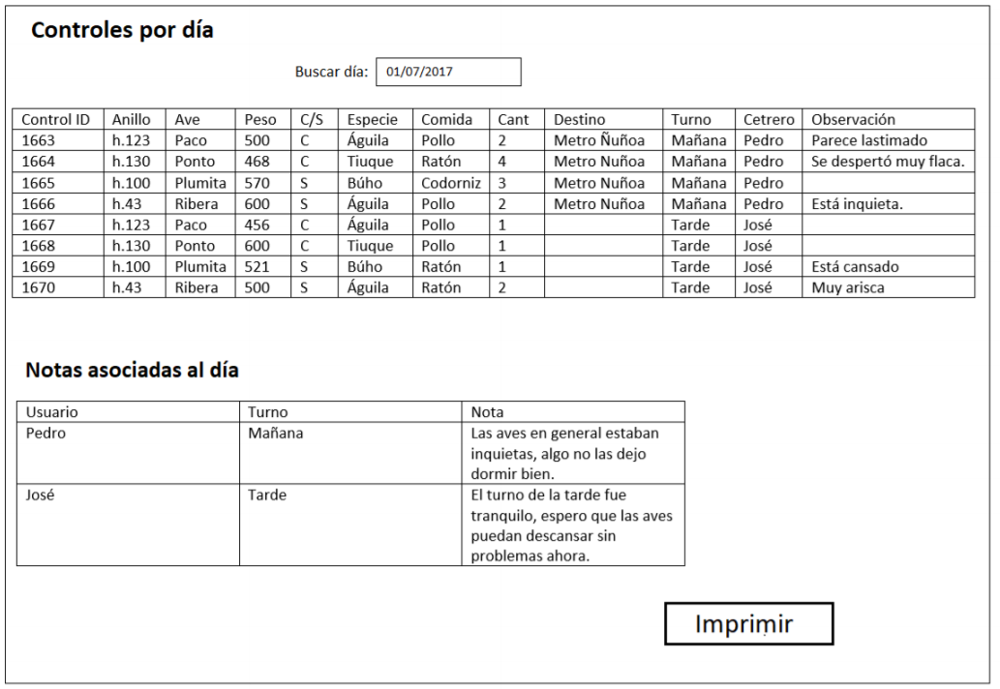 Controles por día
Buscar día: 01/07/2017
Control ID Anillo Ave Peso C/S Especie Comida Cant Destino Turno Cetrero Observación
1663 h.123 Paco 500 C Águila Pollo 2 Metro Ñuñoa Mañana Pedro Parece lastimado
1664 h.130 Ponto 468 C Tiuque Ratón 4 Metro Nuñoa Mañana Pedro Se despertó muy flaca.
1665 h.100 Plumita 570 S Búho Codorniz 3 Metro Nuñoa Mañana Pedro
1666 h.43 Ribera 600 S Águila Pollo 2 Metro Nuñoa Mañana Pedro Está inquieta.
1667 h.123 Paco 456 C Águila Pollo 1 Tarde José
1668 h.130 Ponto 600 C Tiuque Pollo 1 Tarde José
1669 h.100 Plumita 521 S Búho Ratón 1 Tarde José Está cansado
1670 h.43 Ribera 500 S Águila Ratón 2 Tarde José Muy arisca
Notas asociadas al día
Usuario Turno Nota
Pedro Mañana Las aves en general estaban
inquietas, algo no las dejo
dormir bien.
José Tarde El turno de la tarde fue
tranquilo, espero que las aves
puedan descansar sin
problemas ahora.
Imprimir